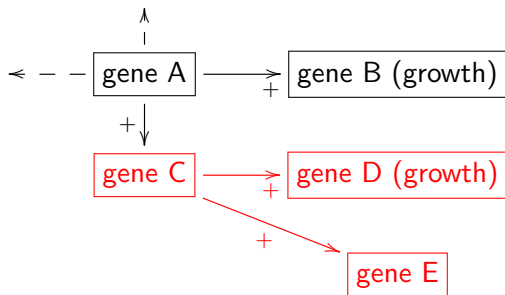 gene A
gene B (growth)
+
+
gene C
gene D (growth)
+
+
gene E